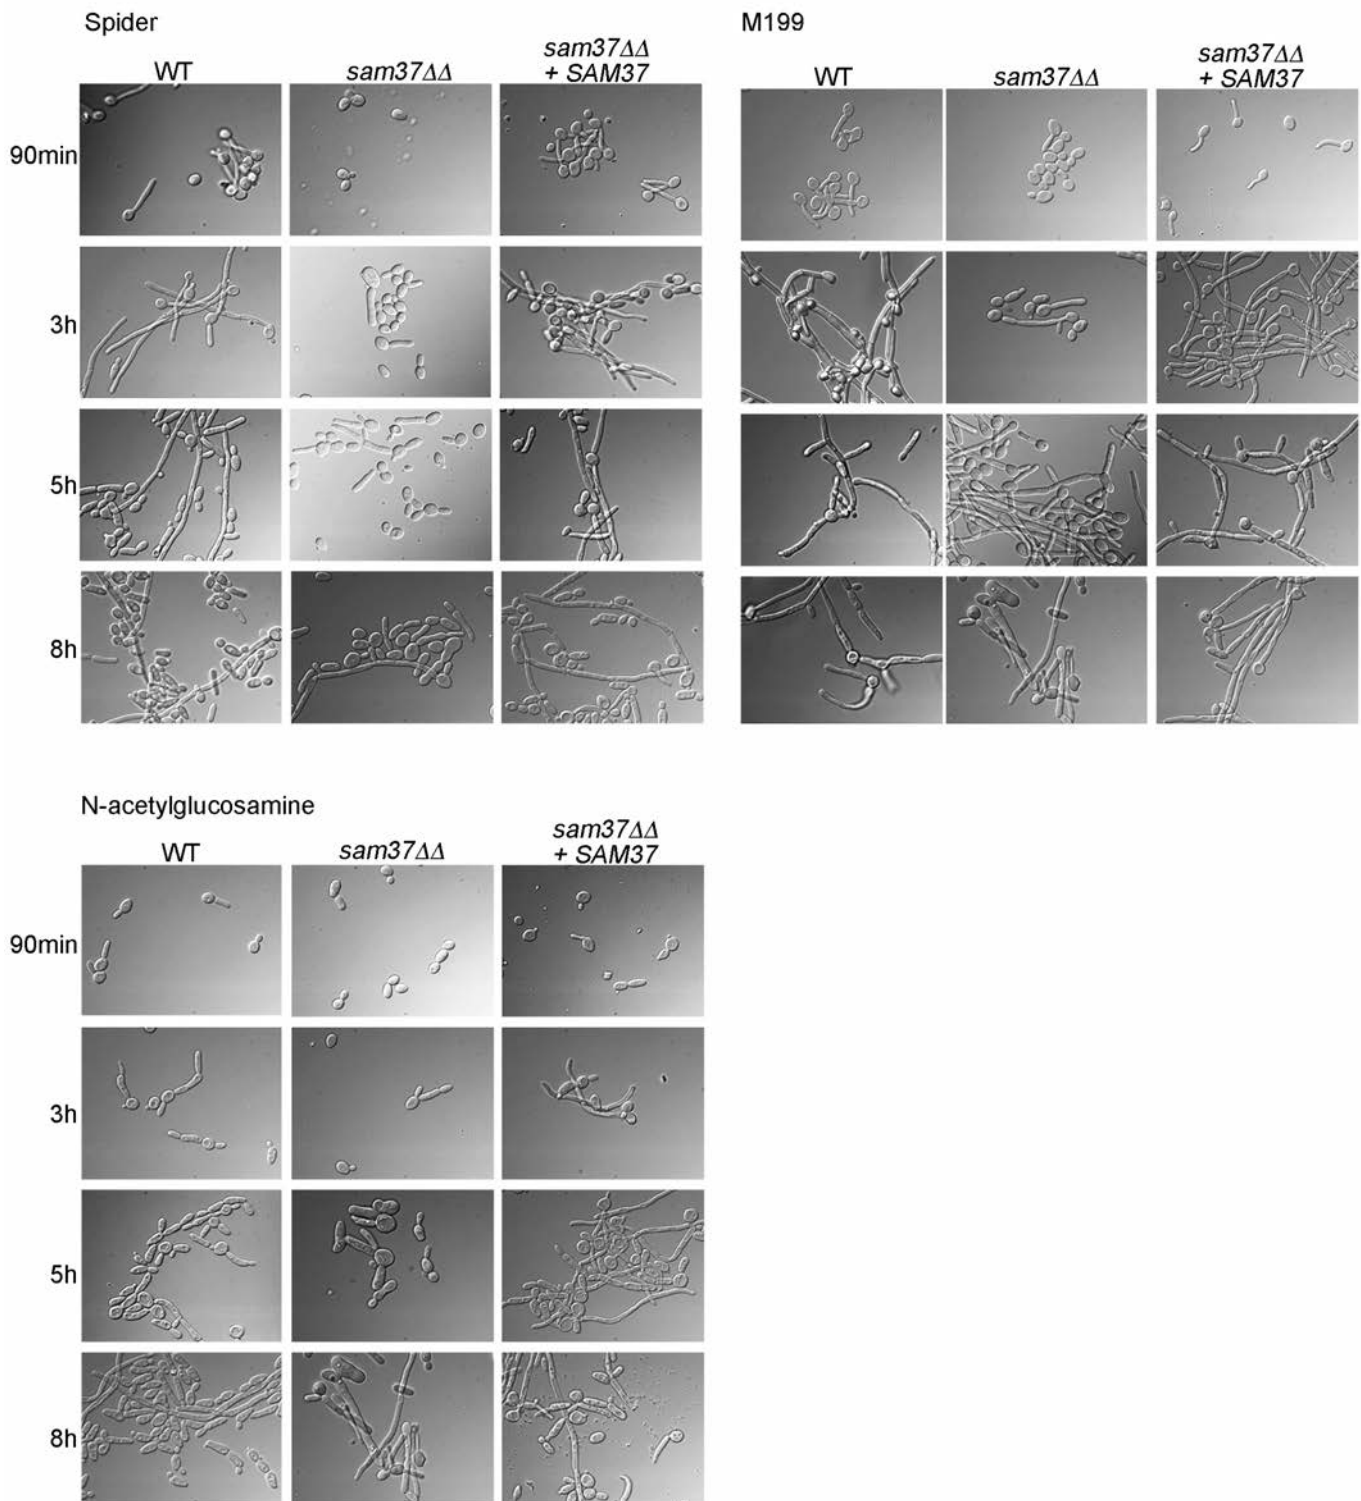 Spider
WT
sam37ΔΔ
sam37ΔΔ
+ SAM37
90min
3h
5h
8h
M199
WT
sam37ΔΔ
sam37ΔΔ
+ SAM37
N-acetylglucosamine
WT
sam37ΔΔ
sam37ΔΔ
+ SAM37
90min
3h
5h
8h